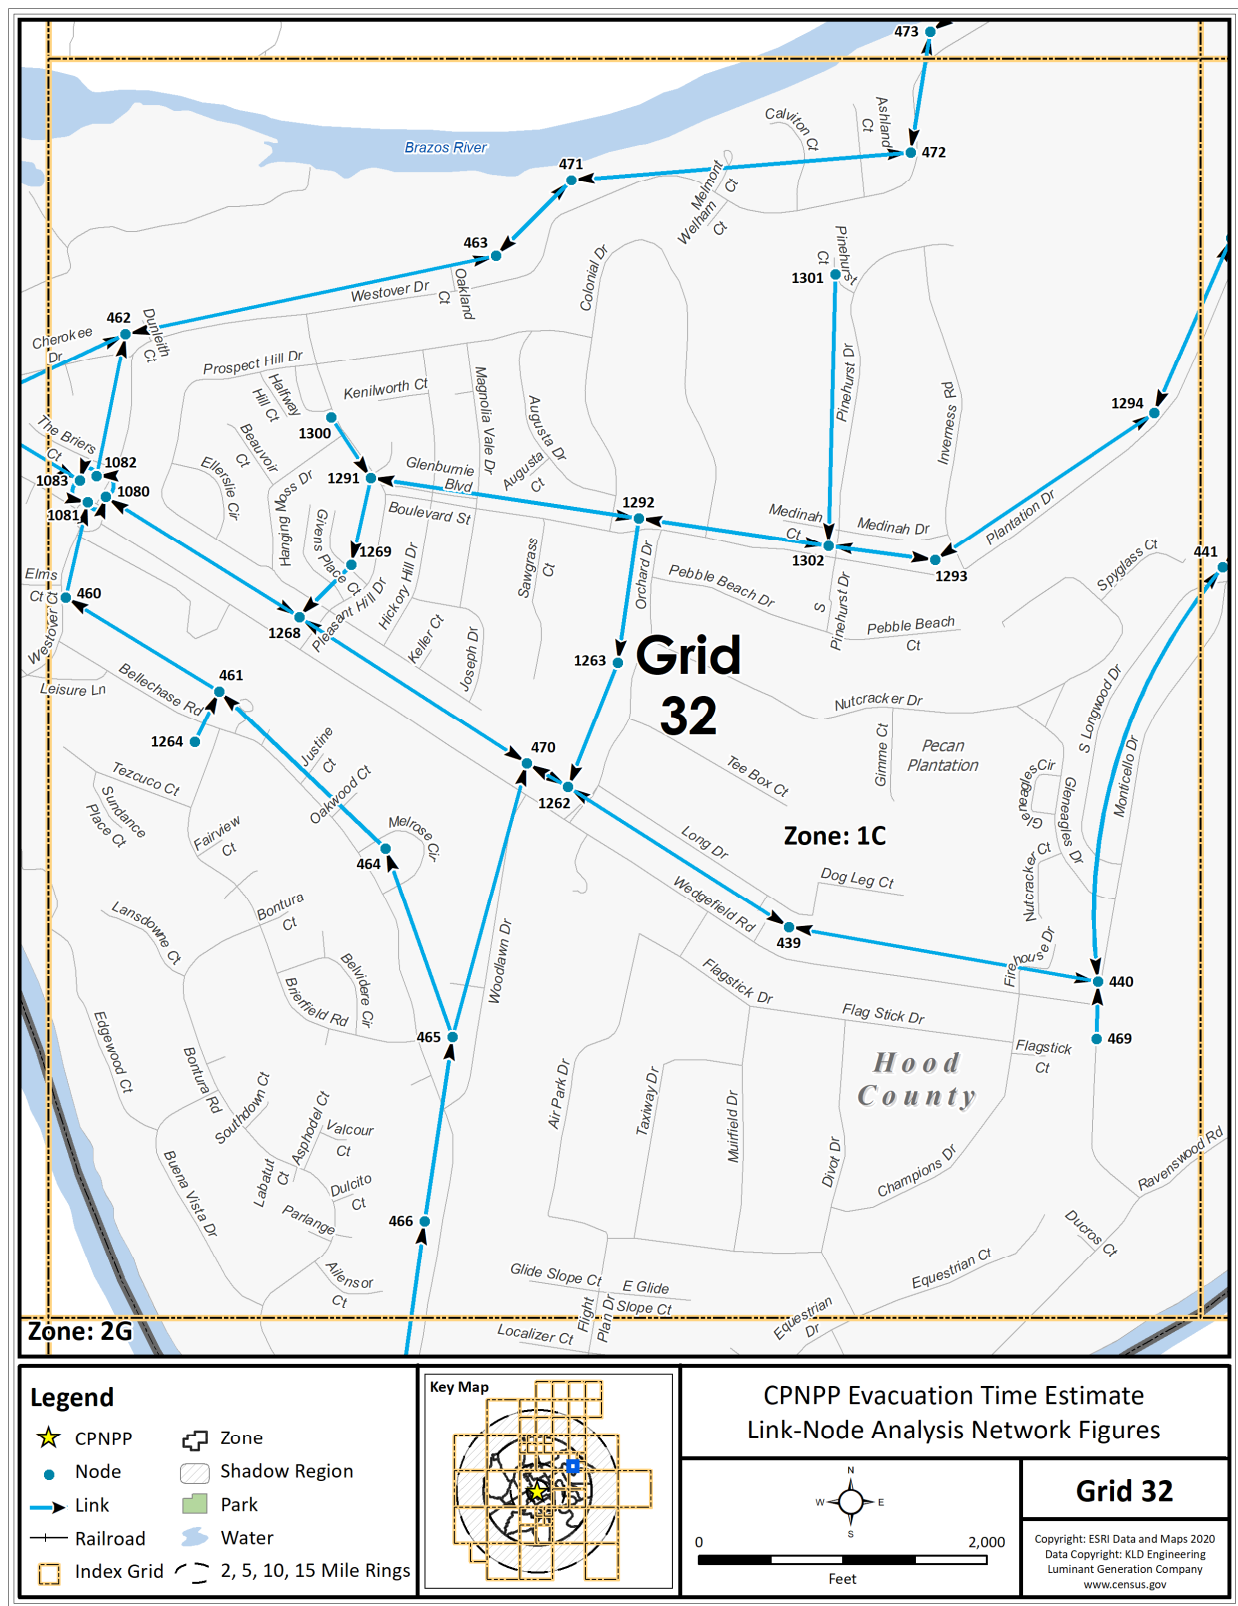 473
Ashland
Ct
Calviton Ct
Brazos River
471
472
Melmont
Ct
Welham
Ct
463
Pinehurst
Ct
1301
Colonial Dr
Oakland
Ct
Westover Dr
462
Dunleith
Ct
Cherokee
Dr
Prospect Hill Dr
Halfway
Hill Ct
Kenilworth Ct
Magnolia Vale Dr
Augusta Dr
Pinehurst Dr
Inverness Rd
1294
1300
The Briers
Ct
Beauvoir
Ct
Ellerslie Cir
1082
1083
1080
1081
Moss Dr
Hanging
1291
Glenburnie
Blvd
Augusta
Ct
1292
Boulevard St
Givens
Place Ct
Medinah
Ct
Medinah Dr
Plantation Dr
1302
1293
441
Spyglass Ct
1269
Hickory Hill Dr
Sawgrass
Ct
Orchard Dr
Pebble Beach Dr
S
Pinehurst Dr
Pebble Beach
Ct
Elms
Ct
460
Westover Ct
1268
Pleasant Hill Dr
Keller Ct
Joseph Dr
1263
Grid
32
Leisure Ln
Bellechase Rd
461
1264
Nutcracker Dr
S Longwood Dr
Monticello Dr
Gimme Ct
Pecan
Plantation
Justine
Ct
470
1262
Tee Box Ct
Tezcuco Ct
Sundance
Place Ct
Oakwood Ct
Fairview
Ct
Melrose
Cir
464
Gleneagles
Cir
Gleneagles Dr
Zone: 1C
Long Dr
Dog Leg Ct
Nutcracker Ct
Wedgefield Rd
Lansdowne Ct
Bontura
Ct
439
Firehouse Dr
Woodlawn Dr
Belvidere Cir
Brierfield Rd
Flagstick Dr
440
Flag Stick Dr
465
469
Flagstick
Ct
Hood
County
Edgewood Ct
Bontura Rd
Southdown Ct
Asphodel Ct
Valcour
Ct
Air Park Dr
Taxiway Dr
Muirfield Dr
Divot Dr
Champions Dr
Ravenswood Rd
Buena Vista Dr
Labatut
Ct
Dulcito
Ct
Parlange
466
Ducros Ct
Ailensor
Ct
Glide Slope Ct
E Glide
Slope Ct
Flight
Plan Dr
Equestrian Ct
Equestrian
Dr
Localizer Ct
Zone: 2G
Legend
CPNPP
Node
Link
Railroad
Index Grid
Zone
Shadow Region
Park
Water
2, 5, 10, 15 Mile Rings
Key Map
CPNPP Evacuation Time Estimate
Link-Node Analysis Network Figures
N
W
E
S
0
2,000
Feet
Grid 32
Copyright: ESRI Data and Maps 2020
Data Copyright: KLD Engineering
Luminant Generation Company
www.census.gov